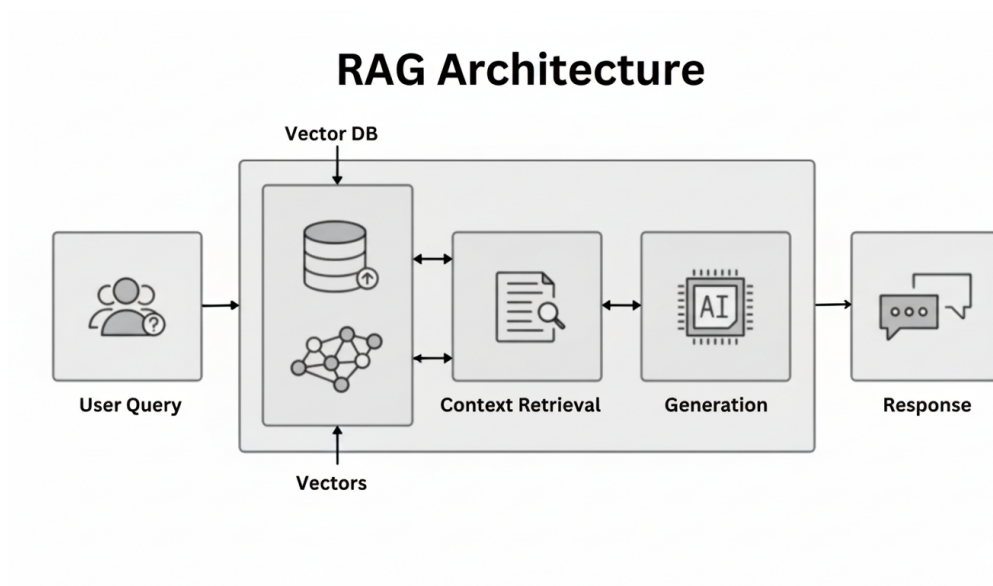 RAG Architecture
Vector DB
?
AI
User Query
Context Retrieval
Generation
Response
Vectors